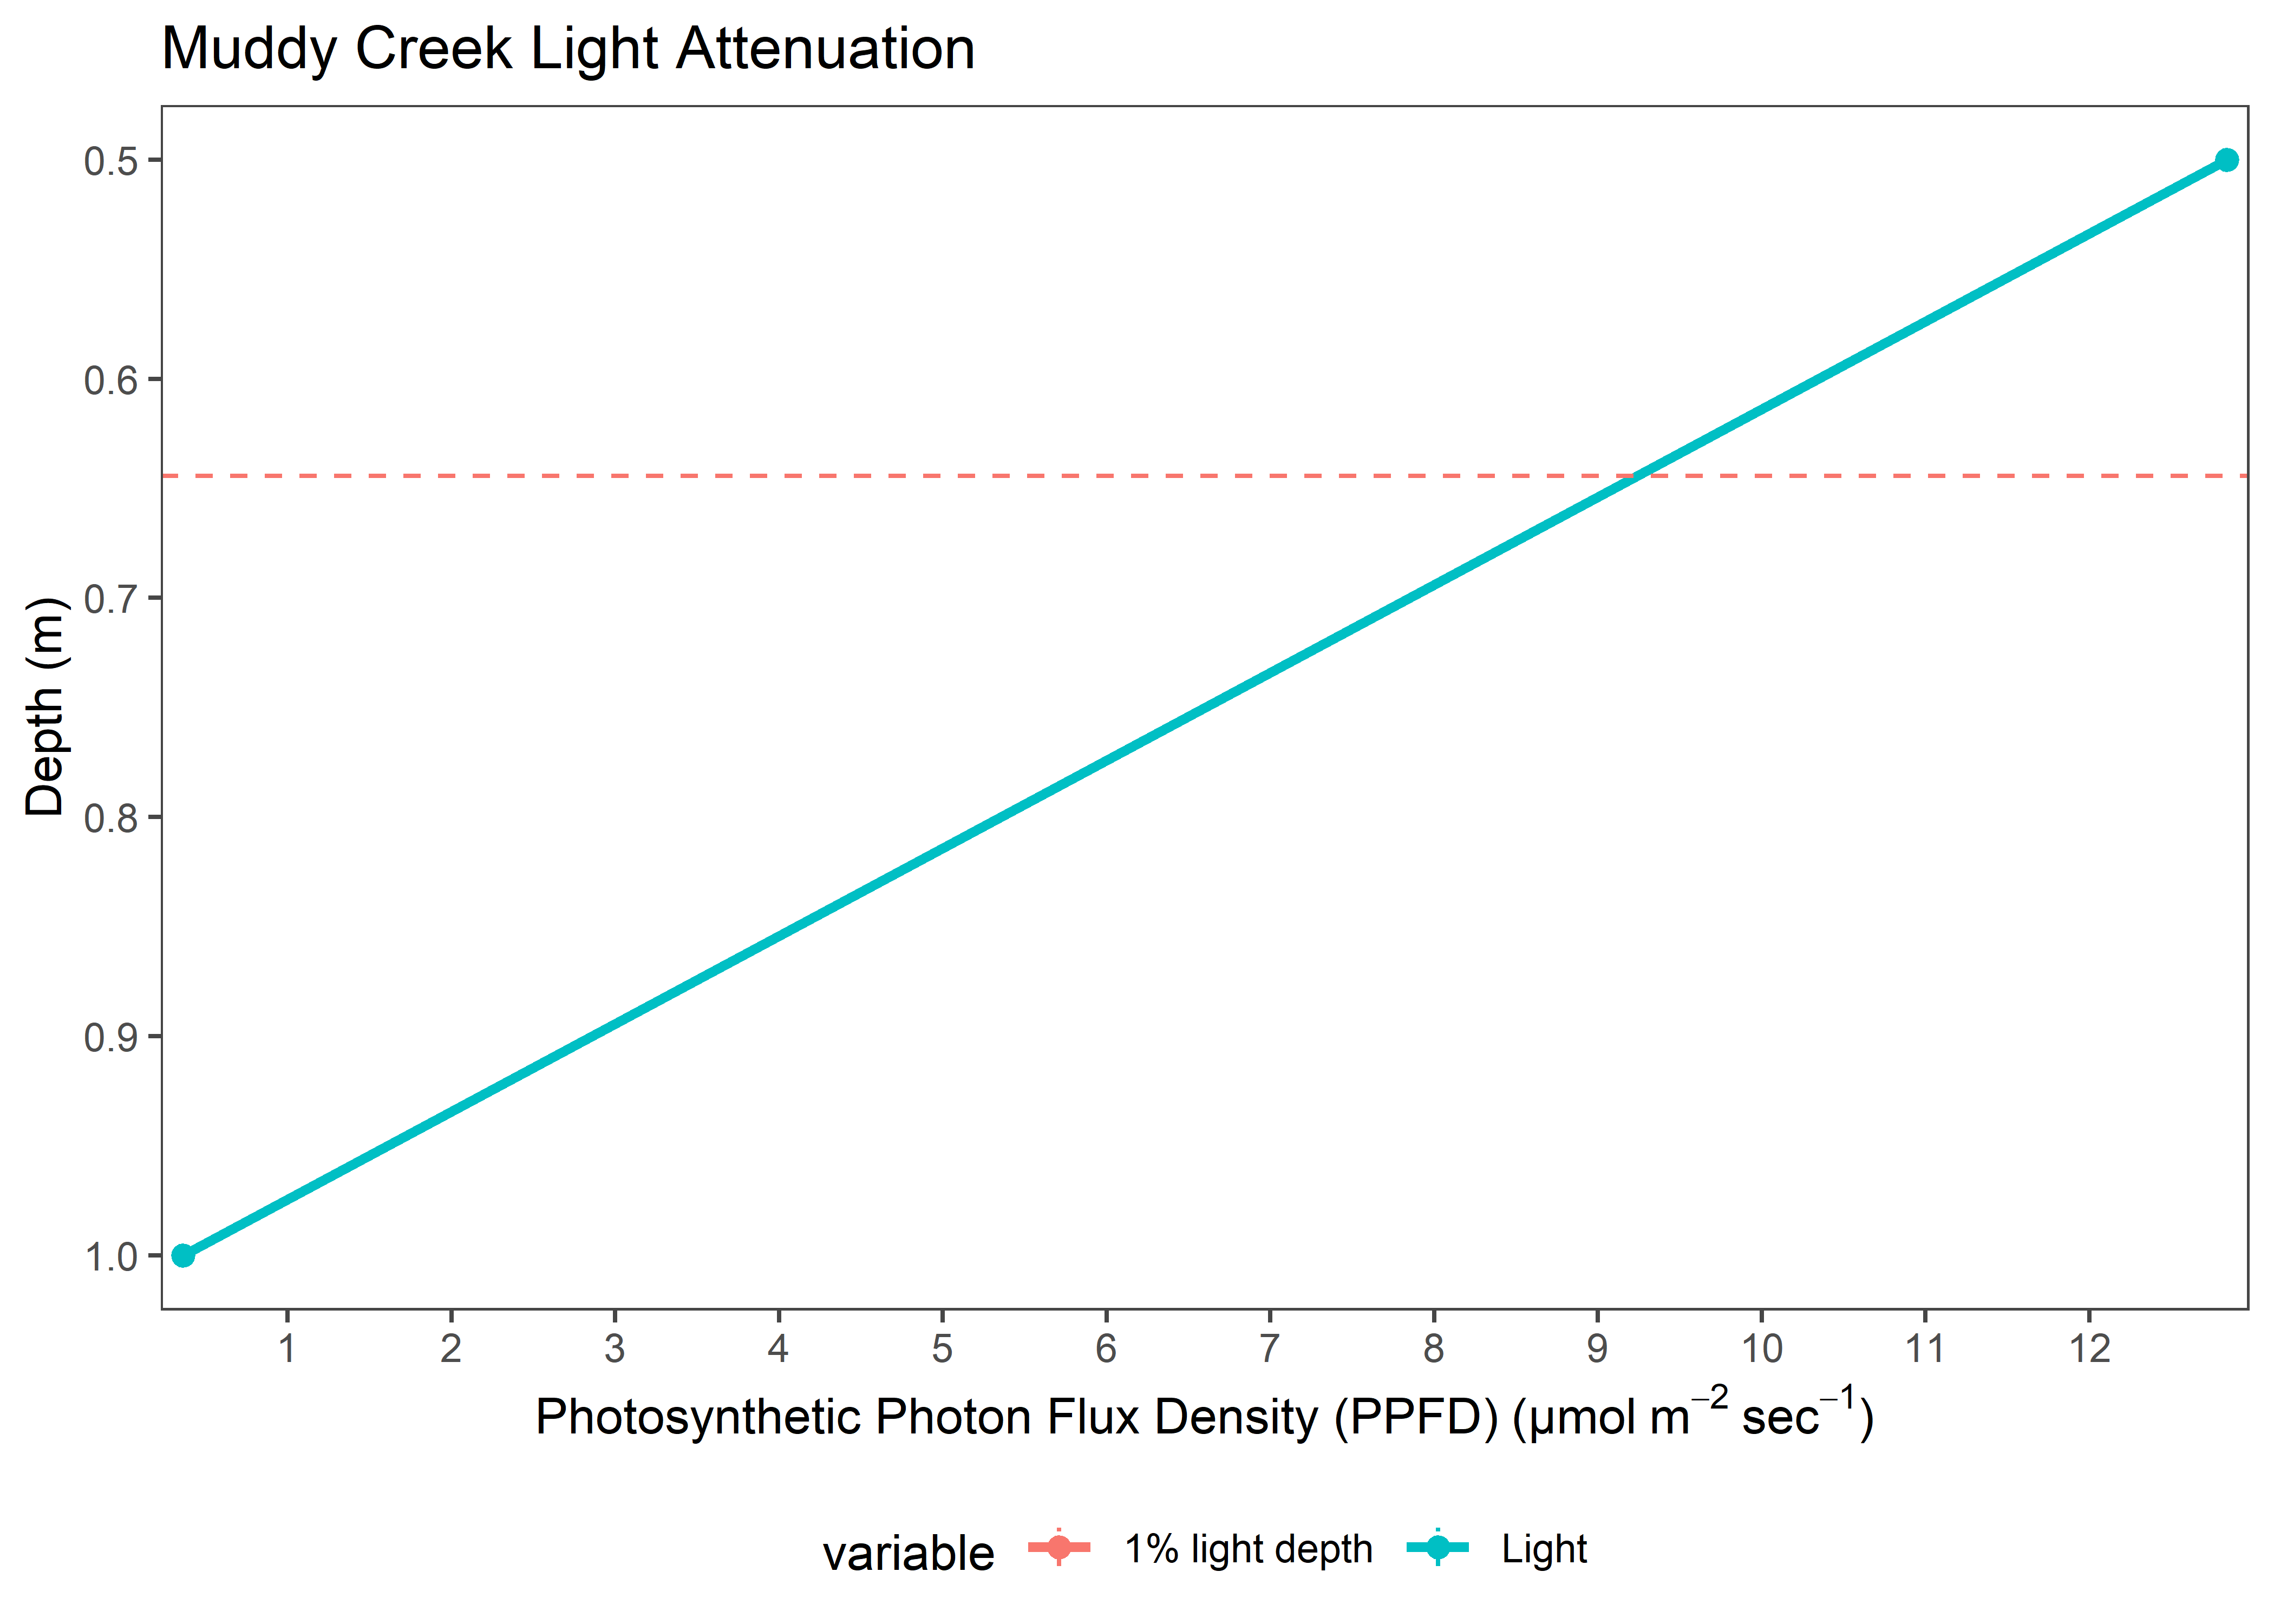 Muddy Creek Light Attenuation
0.5
0.6
0.7
0.8
0.9
1.0
Depth (m)
1 2 3 4 5 6 7 8 9 10 11 12
Photosynthetic Photon Flux Density (PPFD) (µmol m⁻² sec⁻¹)
variable 1% light depth Light